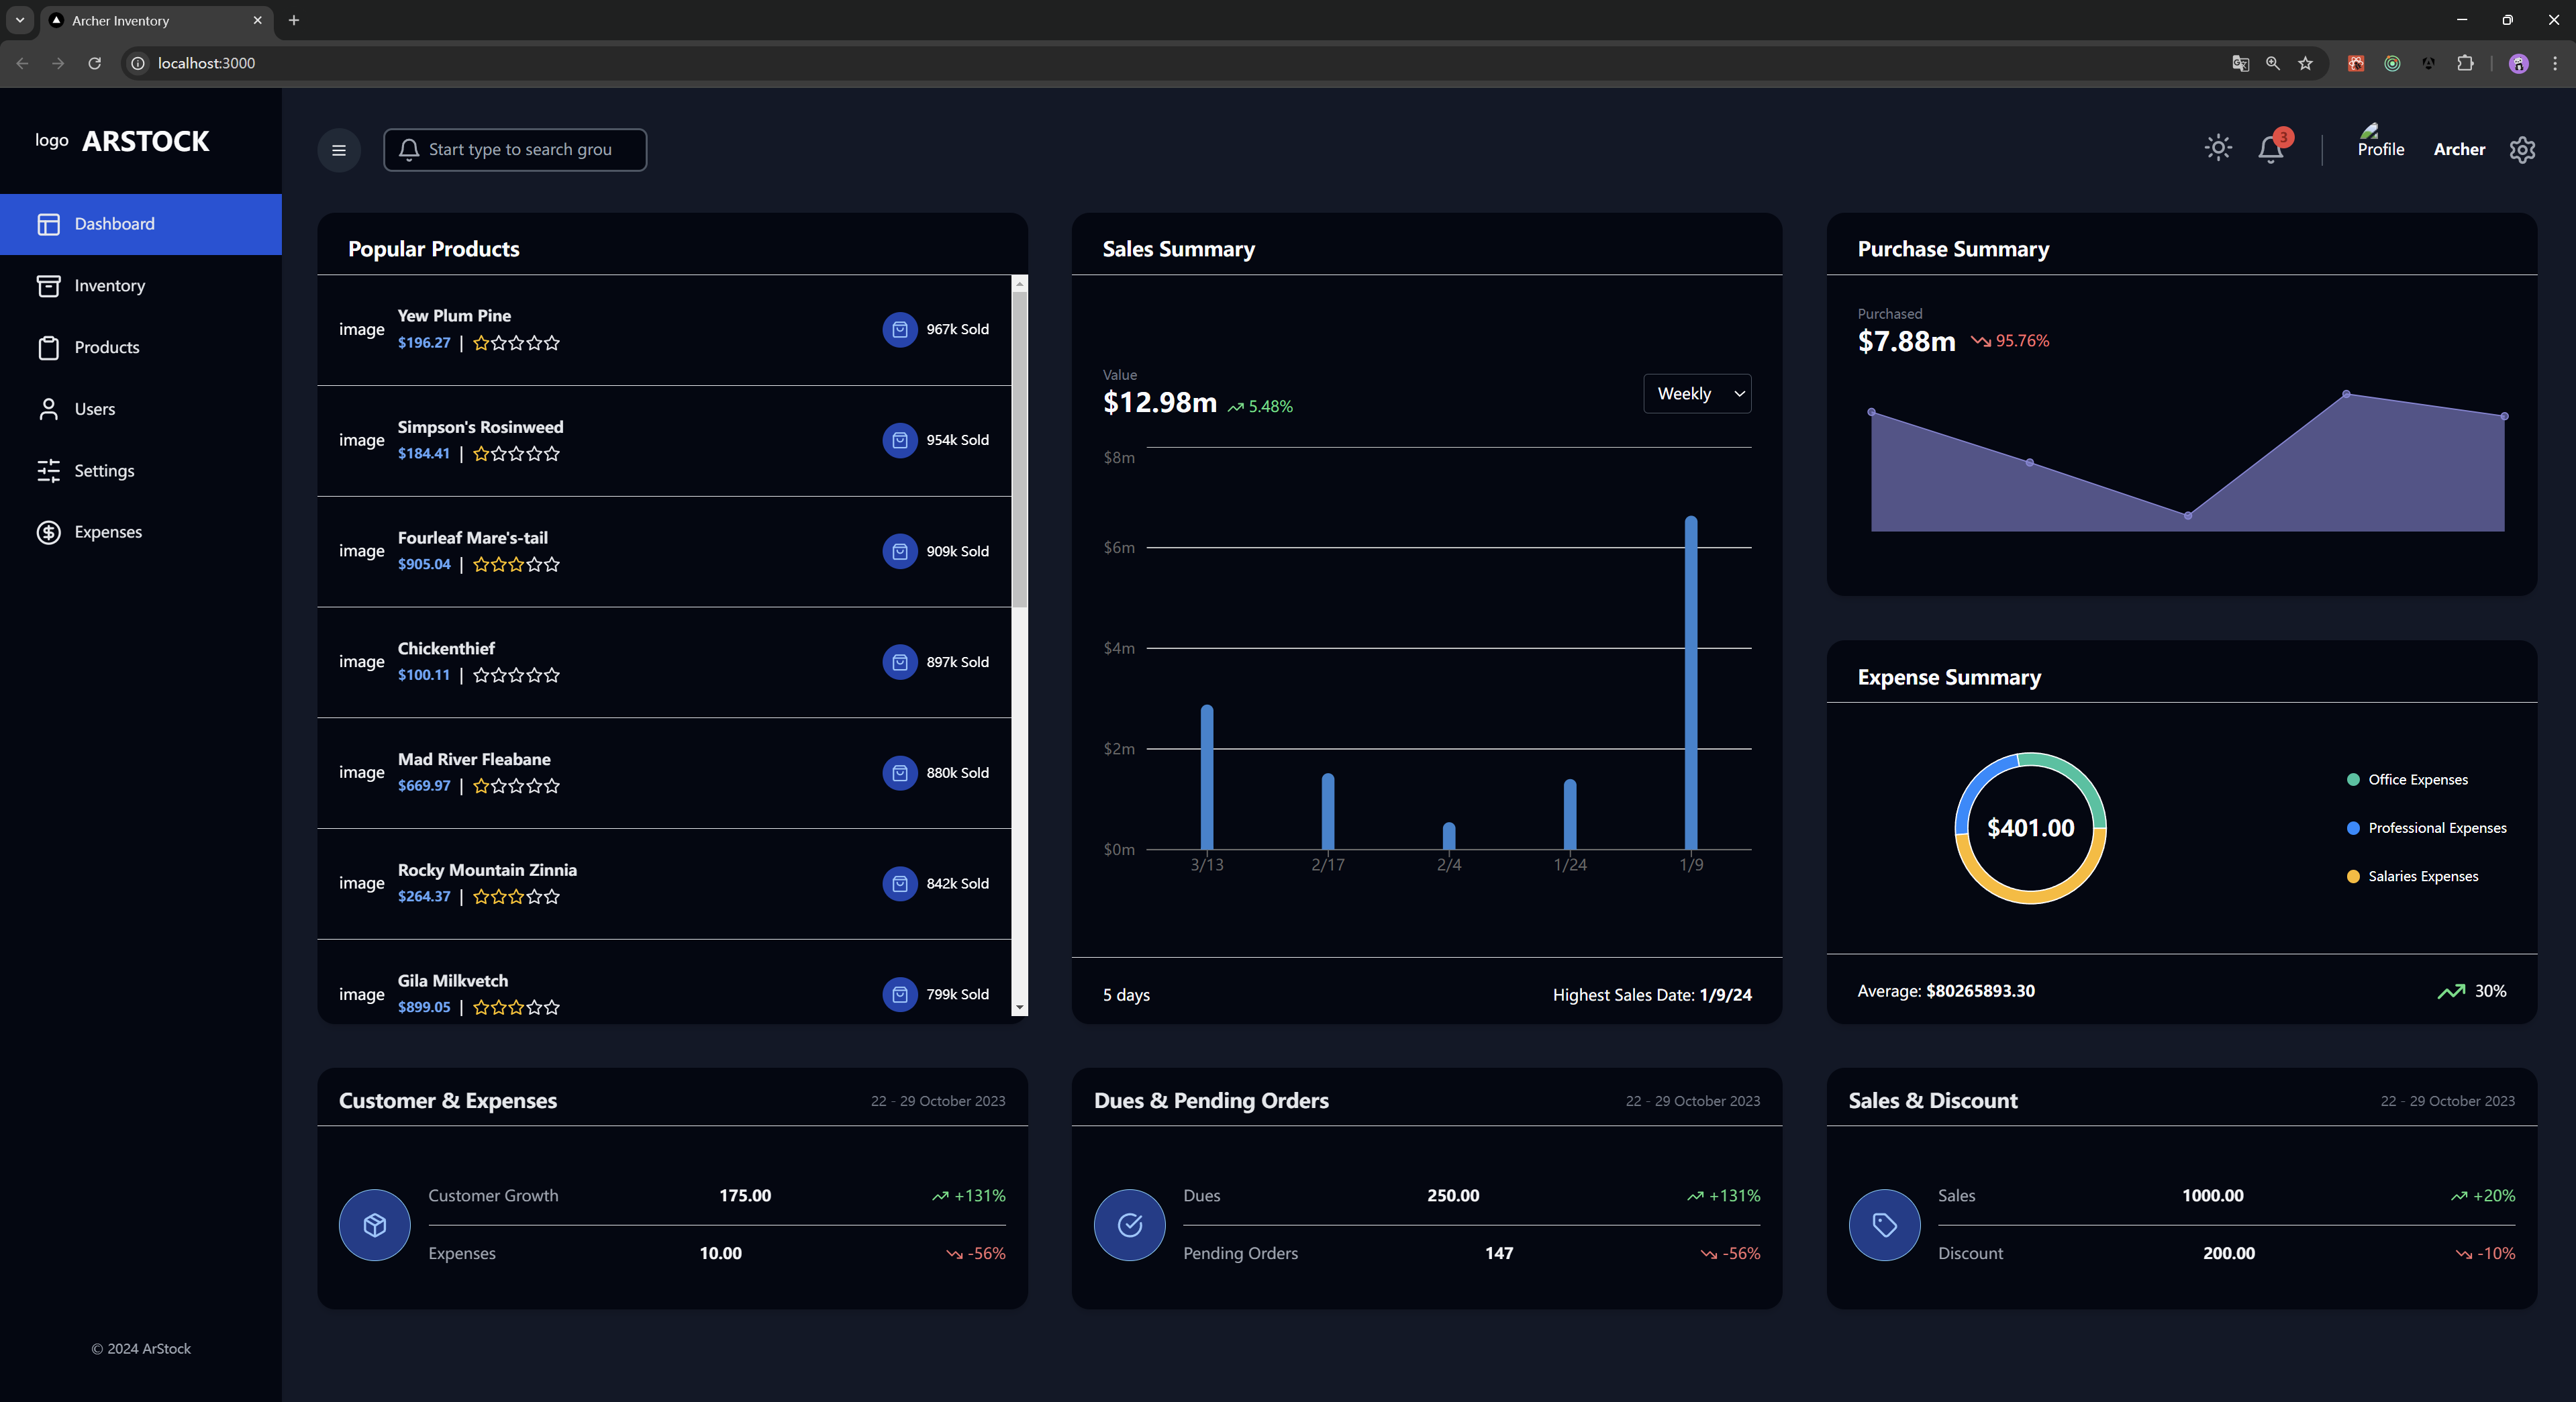 Archer Inventory
localhost:3000
logo ARSTOCK
Start type to search grou
3
Profile
Archer
Dashboard
Inventory
Products
Users
Settings
Expenses
© 2024 ArStock
Popular Products
image
Yew Plum Pine
$196.27 |
967k Sold
image
Simpson's Rosinweed
$184.41 |
954k Sold
image
Fourleaf Mare's-tail
$905.04 |
909k Sold
image
Chickenthief
$100.11 |
897k Sold
image
Mad River Fleabane
$669.97 |
880k Sold
image
Rocky Mountain Zinnia
$264.37 |
842k Sold
image
Gila Milkvetch
$899.05 |
799k Sold
Sales Summary
Value
$12.98m 5.48%
Weekly
$8m
$6m
$4m
$2m
$0m
3/13 2/17 2/4 1/24 1/9
5 days
Highest Sales Date: 1/9/24
Purchase Summary
Purchased
$7.88m 95.76%
Expense Summary
$401.00
Office Expenses
Professional Expenses
Salaries Expenses
Average: $80265893.30
30%
Customer & Expenses
22 - 29 October 2023
Customer Growth 175.00 +131%
Expenses 10.00 -56%
Dues & Pending Orders
22 - 29 October 2023
Dues 250.00 +131%
Pending Orders 147 -56%
Sales & Discount
22 - 29 October 2023
Sales 1000.00 +20%
Discount 200.00 -10%